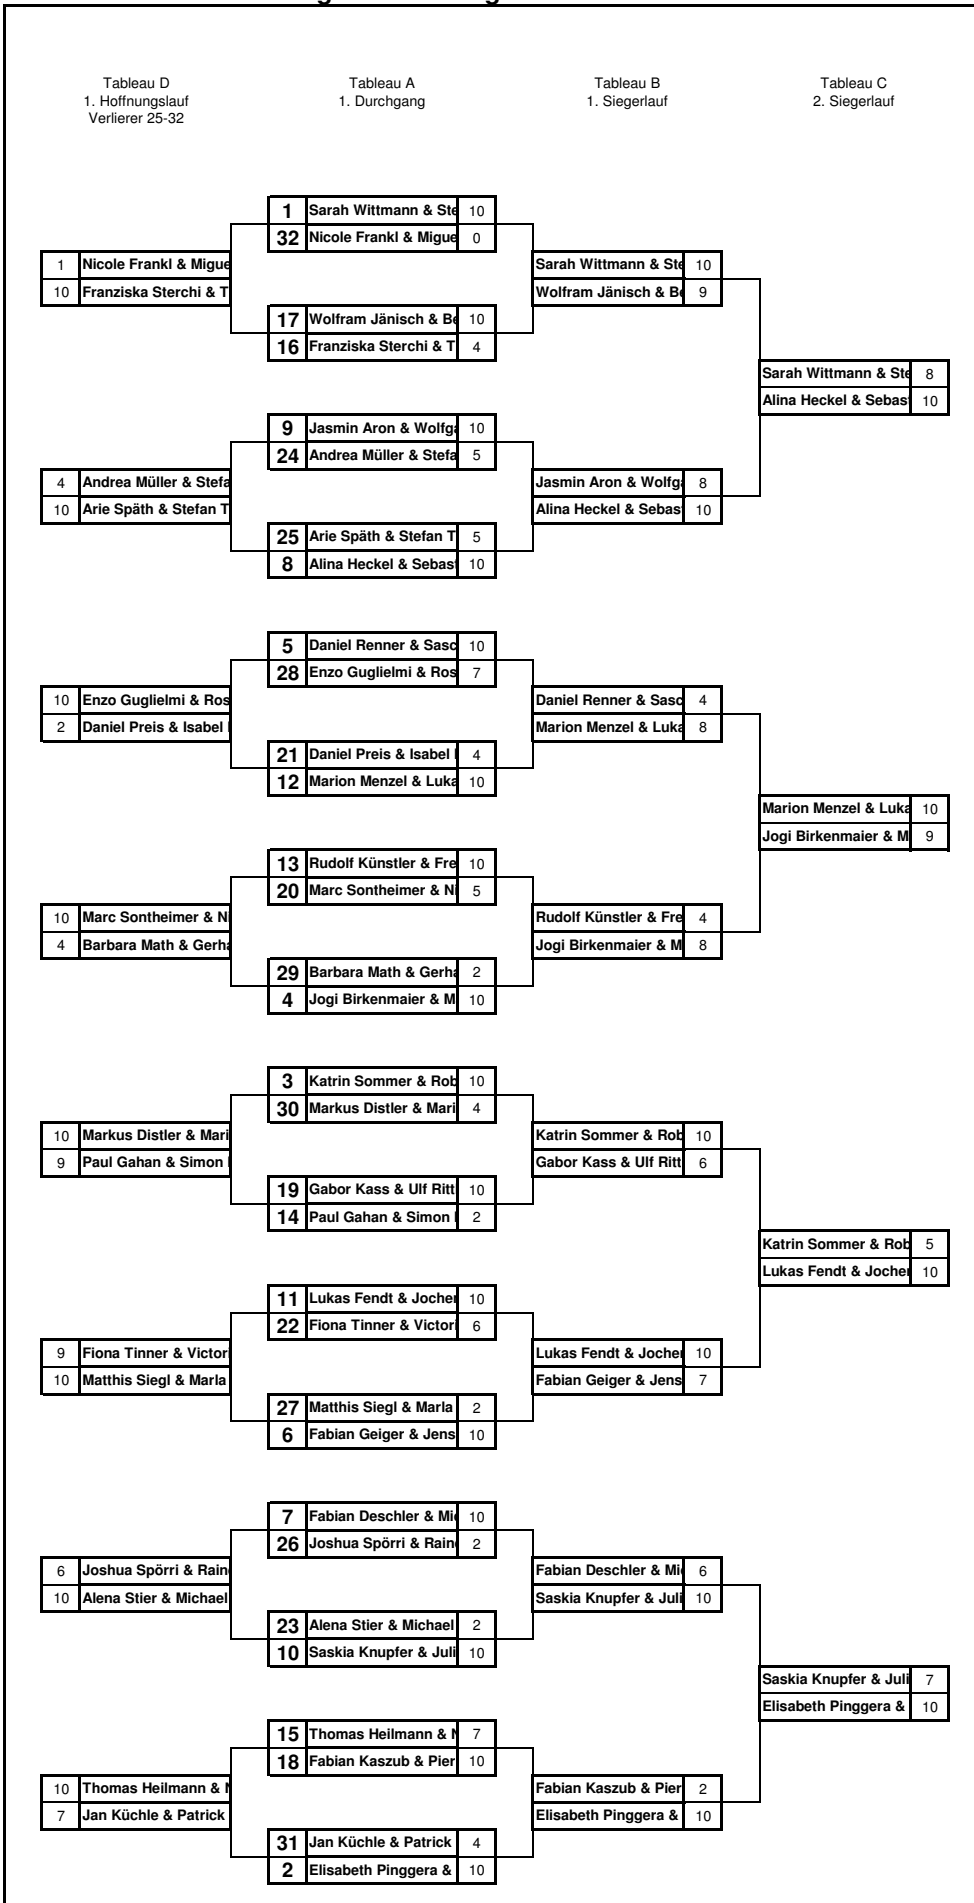 Tableau D
1. Hoffnungslauf
Verlierer 25-32
Tableau A
1. Durchgang
Tableau B
1. Siegerlauf
Tableau C
2. Siegerlauf
1 Sarah Wittmann & Ste 10
32 Nicole Frankl & Migue 0
1 Nicole Frankl & Migue
10 Franziska Sterchi & T
Sarah Wittmann & Ste 10
Wolfram Jänisch & Be 9
17 Wolfram Jänisch & Be 10
16 Franziska Sterchi & T 4
Sarah Wittmann & Ste 8
Alina Heckel & Sebas 10
9 Jasmin Aron & Wolfga 10
24 Andrea Müller & Stefa 5
4 Andrea Müller & Stefa
10 Arie Späth & Stefan T
Jasmin Aron & Wolfga 8
Alina Heckel & Sebas 10
25 Arie Späth & Stefan T 5
8 Alina Heckel & Sebas 10
5 Daniel Renner & Sasc 10
28 Enzo Guglielmi & Ros 7
10 Enzo Guglielmi & Ros
2 Daniel Preis & Isabel
Daniel Renner & Sasc 4
Marion Menzel & Luka 8
21 Daniel Preis & Isabel 4
12 Marion Menzel & Luka 10
Marion Menzel & Luka 10
Jogi Birkenmaier & M 9
13 Rudolf Künstler & Fre 10
20 Marc Sontheimer & Ni 5
10 Marc Sontheimer & Ni
4 Barbara Math & Gerha
Rudolf Künstler & Fre 4
Jogi Birkenmaier & M 8
29 Barbara Math & Gerha 2
4 Jogi Birkenmaier & M 10
3 Katrin Sommer & Rob 10
30 Markus Distler & Mari 4
10 Markus Distler & Mari
9 Paul Gahan & Simon
Katrin Sommer & Rob 10
Gabor Kass & Ulf Ritt 6
19 Gabor Kass & Ulf Ritt 10
14 Paul Gahan & Simon 2
Katrin Sommer & Rob 5
Lukas Fendt & Jochen 10
11 Lukas Fendt & Jochen 10
22 Fiona Tinner & Victori 6
9 Fiona Tinner & Victori
10 Matthis Siegl & Marla
Lukas Fendt & Jochen 10
Fabian Geiger & Jens 7
27 Matthis Siegl & Marla 2
6 Fabian Geiger & Jens 10
7 Fabian Deschler & Mi 10
26 Joshua Spörri & Rain 2
6 Joshua Spörri & Rain
10 Alena Stier & Michael
Fabian Deschler & Mi 6
Saskia Knupfer & Juli 10
23 Alena Stier & Michael 2
10 Saskia Knupfer & Juli 10
Saskia Knupfer & Juli 7
Elisabeth Pinggera & 10
15 Thomas Heilmann & 7
18 Fabian Kaszub & Pier 10
10 Thomas Heilmann &
7 Jan Küchle & Patrick
Fabian Kaszub & Pier 2
Elisabeth Pinggera & 10
31 Jan Küchle & Patrick 4
2 Elisabeth Pinggera & 10